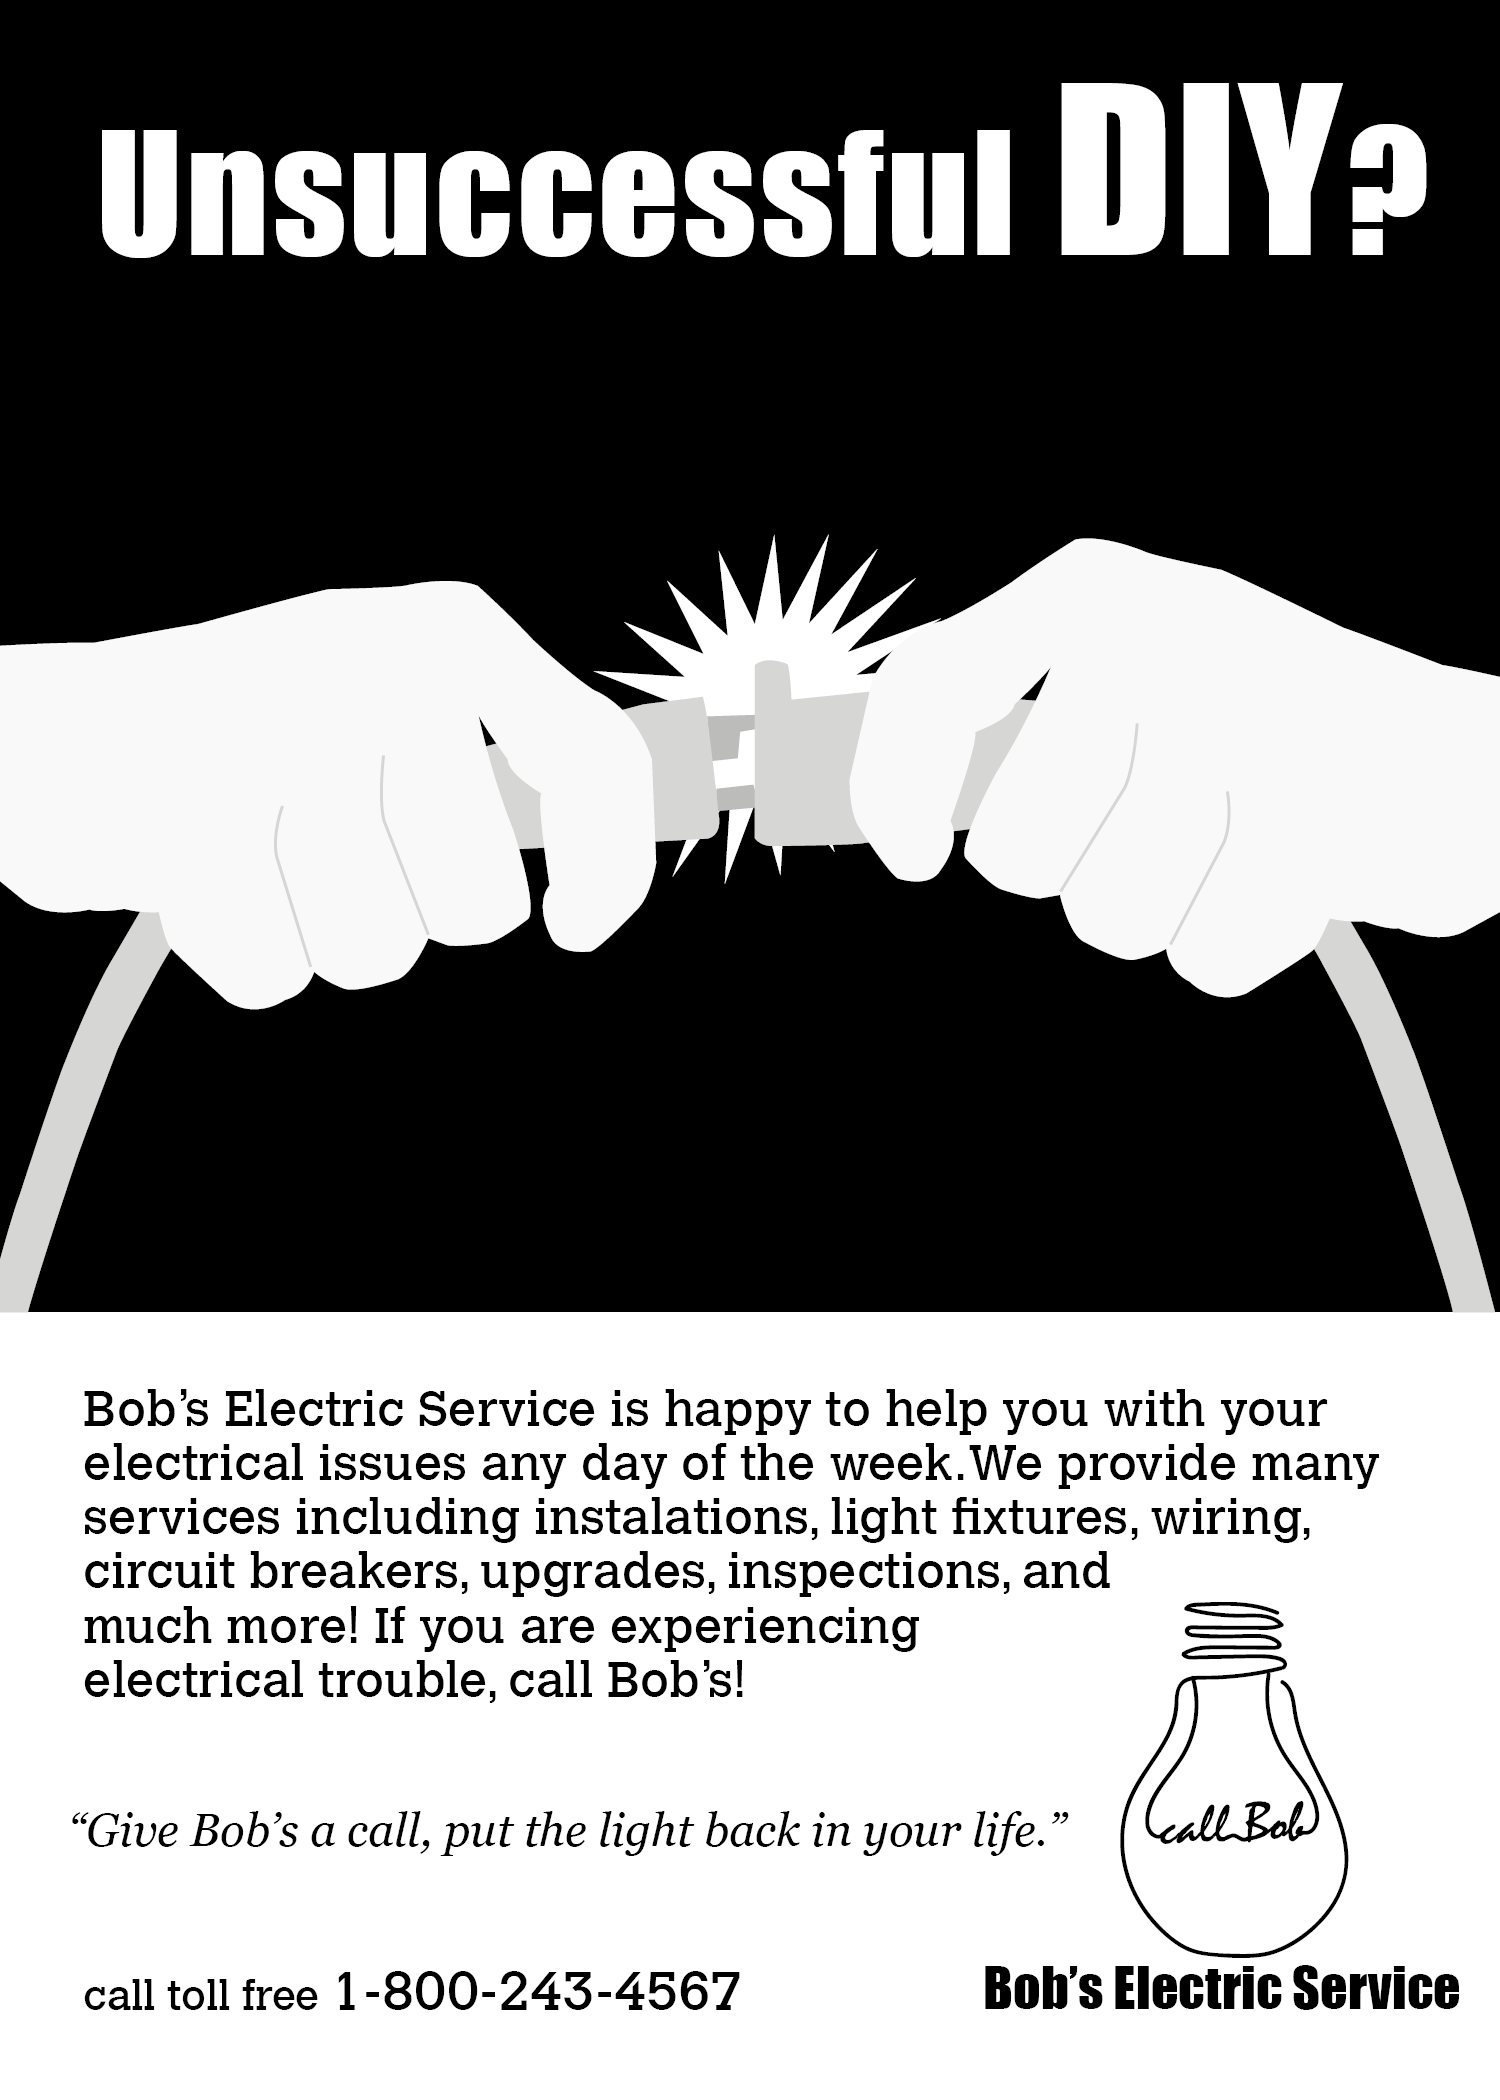 Unsuccessful DIY?
Bob’s Electric Service is happy to help you with your
electrical issues any day of the week.We provide many
services including instalations, light fixtures, wiring,
circuit breakers, upgrades, inspections, and
much more! If you are experiencing
electrical trouble, call Bob’s!
“Give Bob’s a call, put the light back in your life.”
call Bob
call toll free 1-800-243-4567
Bob’s Electric Service